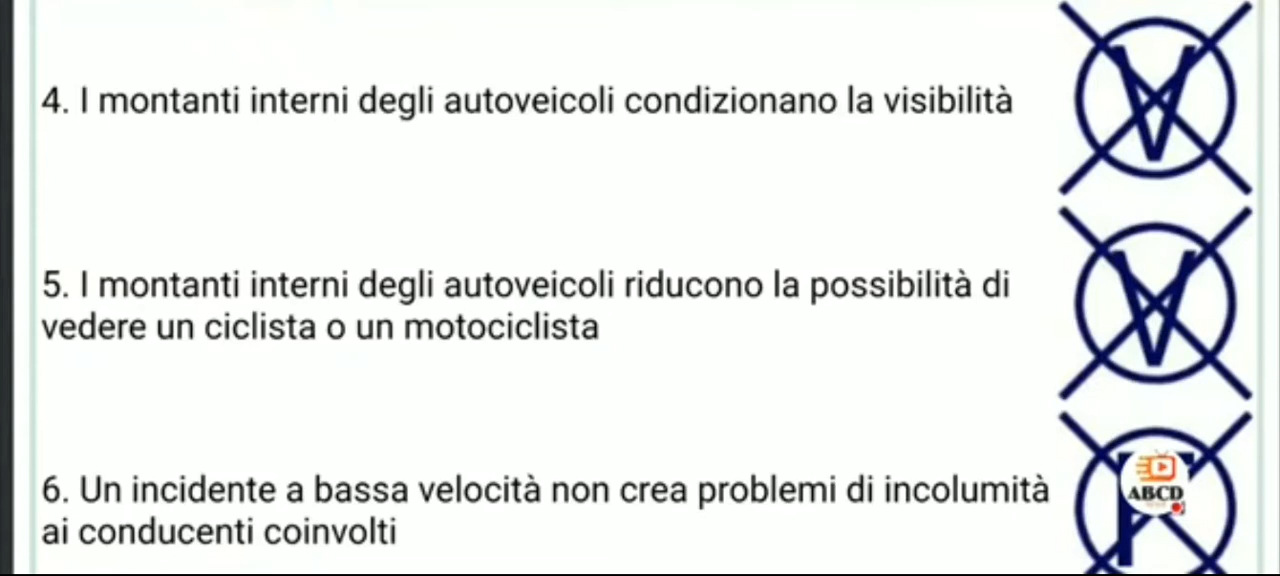 4. I montanti interni degli autoveicoli condizionano la visibilità
V
5. I montanti interni degli autoveicoli riducono la possibilità di
vedere un ciclista o un motociclista
V
6. Un incidente a bassa velocità non crea problemi di incolumità
ai conducenti coinvolti
F
ABCD